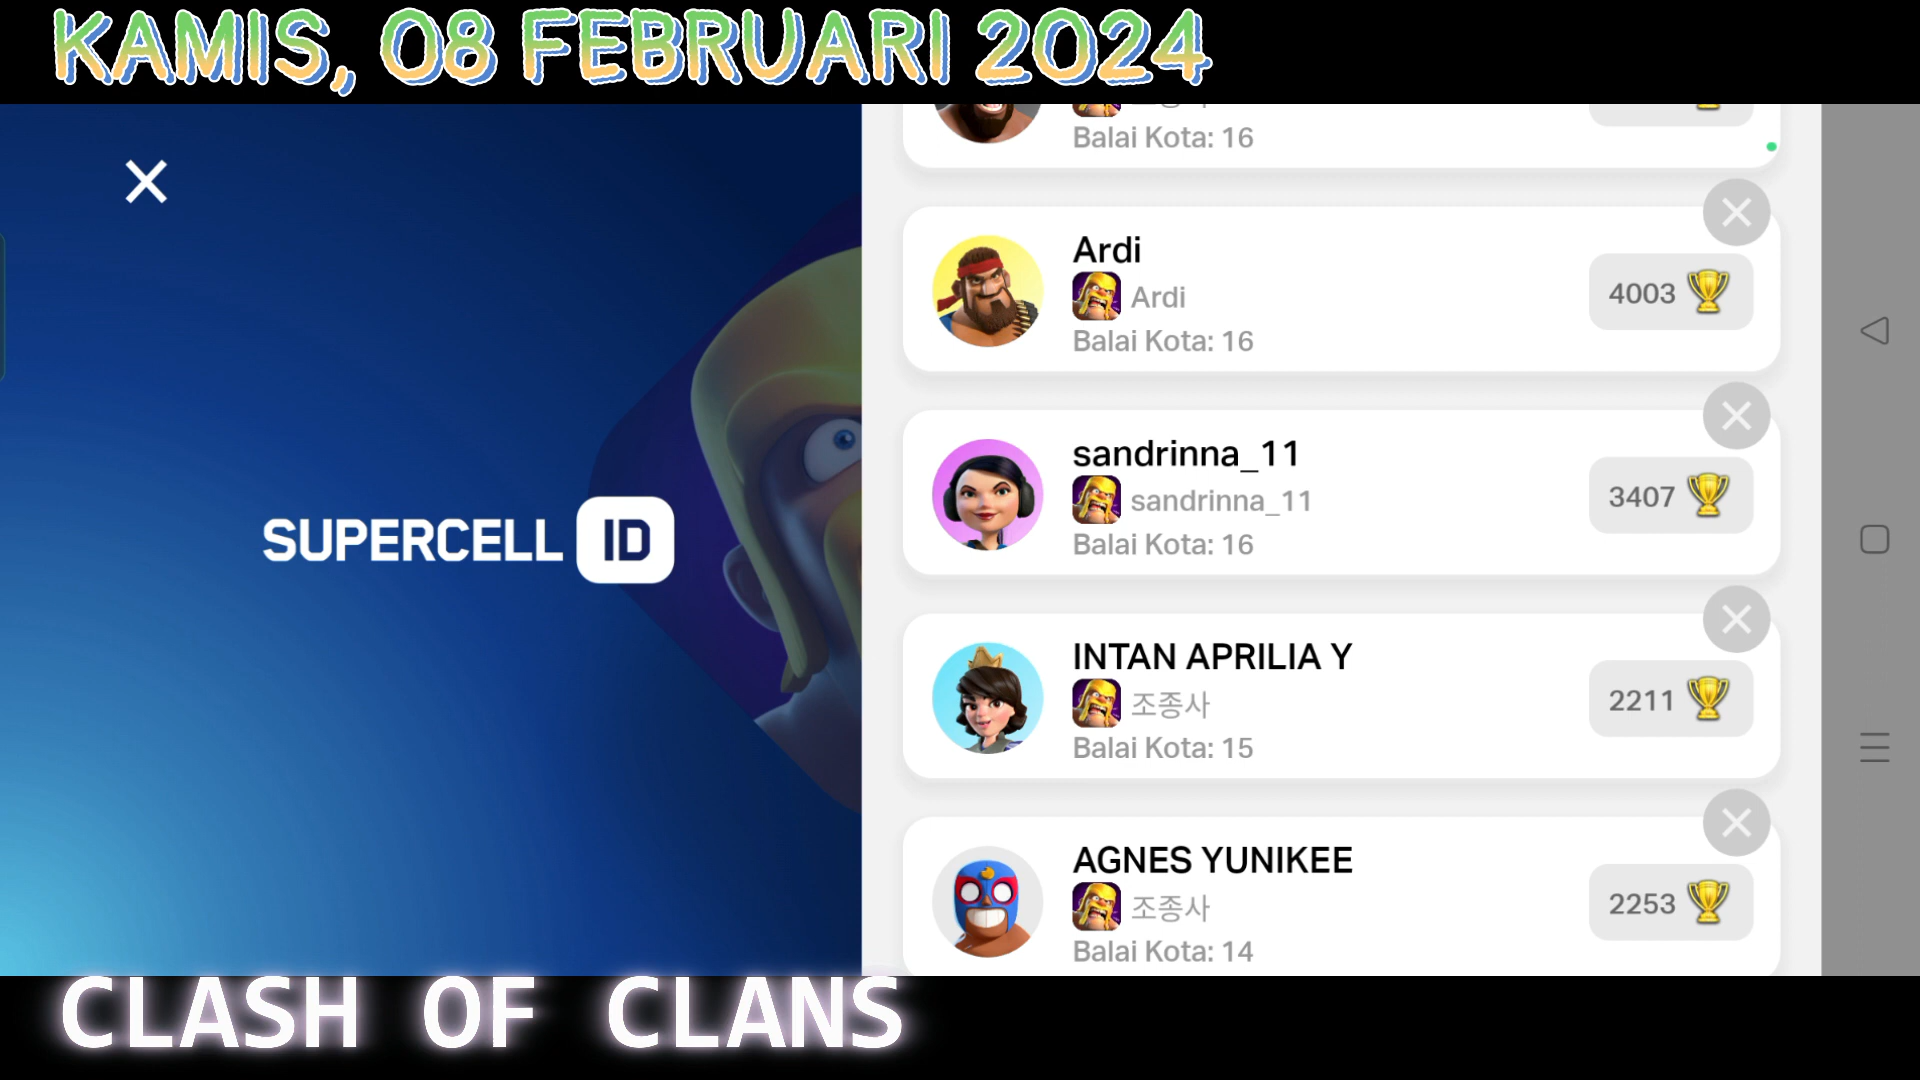 KAMIS, 08 FEBRUARI 2024
Balai Kota: 16
Ardi
Ardi
Balai Kota: 16
4003
sandrinna_11
sandrinna_11
Balai Kota: 16
3407
SUPERCELL ID
INTAN APRILIA Y
조종사
Balai Kota: 15
2211
AGNES YUNIKEE
조종사
Balai Kota: 14
2253
CLASH OF CLANS